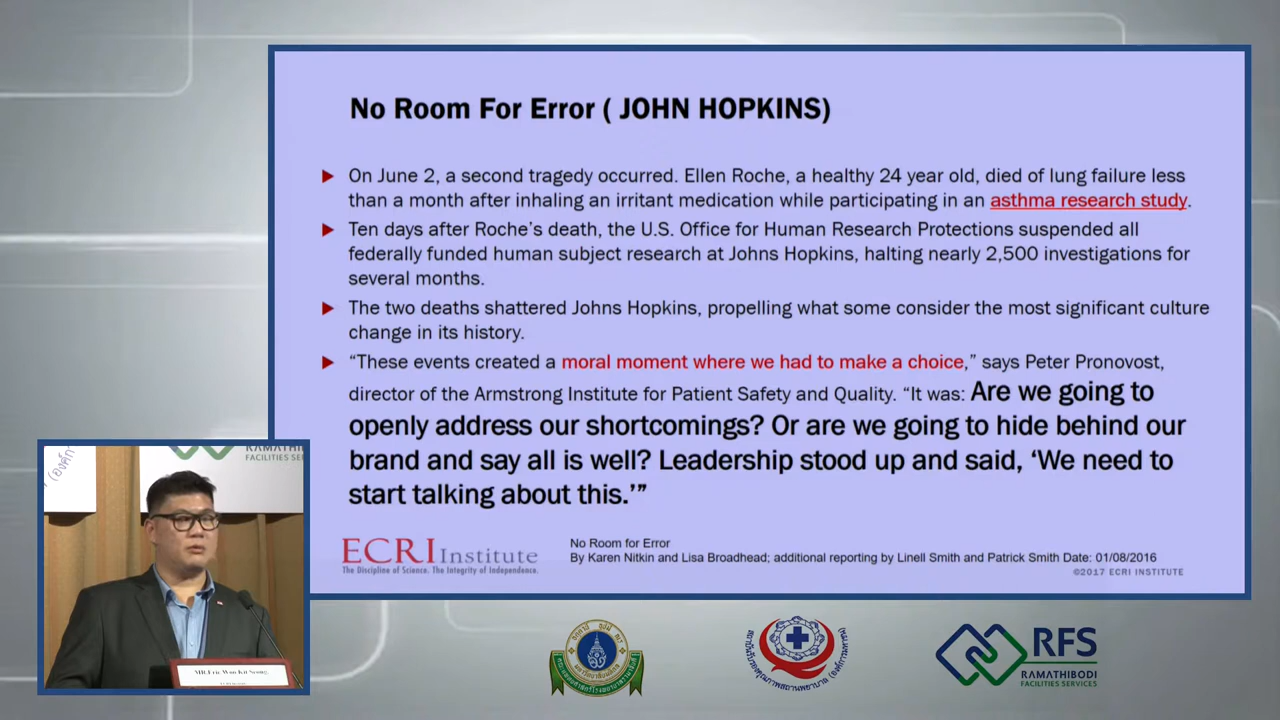 No Room For Error ( JOHN HOPKINS)
On June 2, a second tragedy occurred. Ellen Roche, a healthy 24 year old, died of lung failure less
than a month after inhaling an irritant medication while participating in an asthma research study.
Ten days after Roche's death, the U.S. Office for Human Research Protections suspended all
federally funded human subject research at Johns Hopkins, halting nearly 2,500 investigations for
several months.
The two deaths shattered Johns Hopkins, propelling what some consider the most significant culture
change in its history.
“These events created a moral moment where we had to make a choice,” says Peter Pronovost,
director of the Armstrong Institute for Patient Safety and Quality. “It was: Are we going to
openly address our shortcomings? Or are we going to hide behind our
brand and say all is well? Leadership stood up and said, ‘We need to
start talking about this.’”
ECRI Institute
The Discipline of Science. The Integrity of Independence.
No Room for Error
By Karen Nitkin and Lisa Broadhead; additional reporting by Linell Smith and Patrick Smith Date: 01/08/2016
©2017 ECRI INSTITUTE
FACILITIES SER
MR.Eric Woo Kit Seong,
RFS
RAMATHIBODI
FACILITIES SERVICES